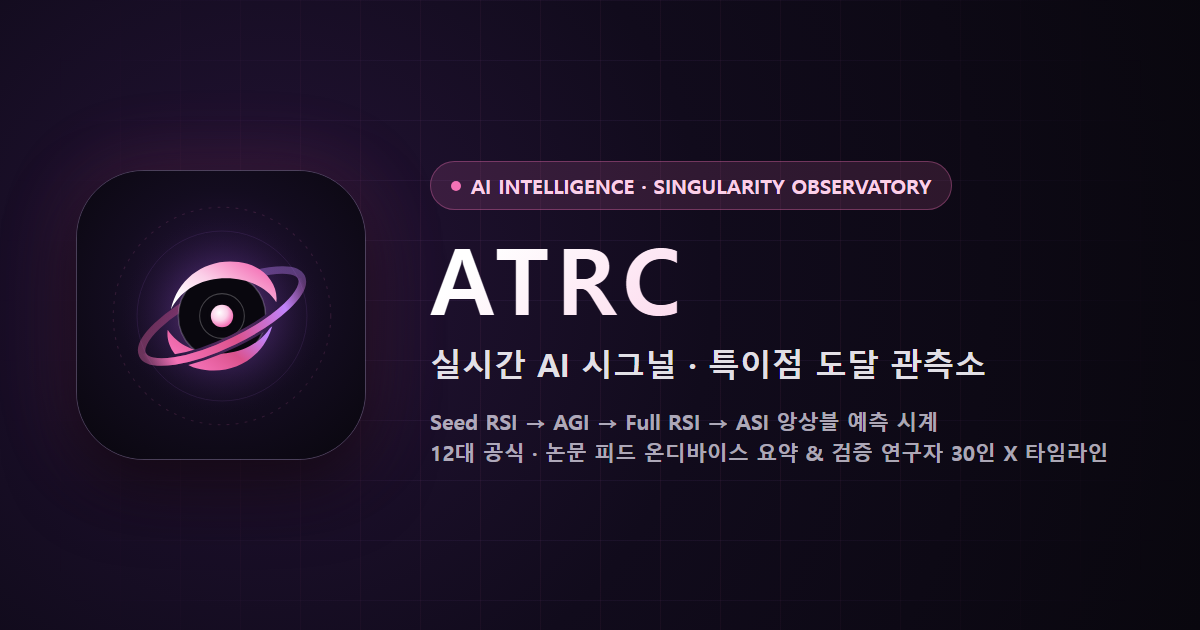 AI INTELLIGENCE · SINGULARITY OBSERVATORY
ATRC
실시간 AI 시그널 · 특이점 도달 관측소
Seed RSI → AGI → Full RSI → ASI 앙상블 예측 시계
12대 공식 · 논문 피드 온디바이스 요약 & 검증 연구자 30인 X 타임라인